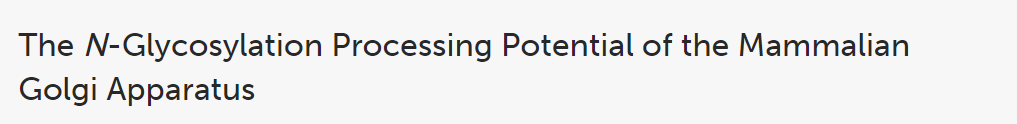 The N-Glycosylation Processing Potential of the Mammalian
Golgi Apparatus